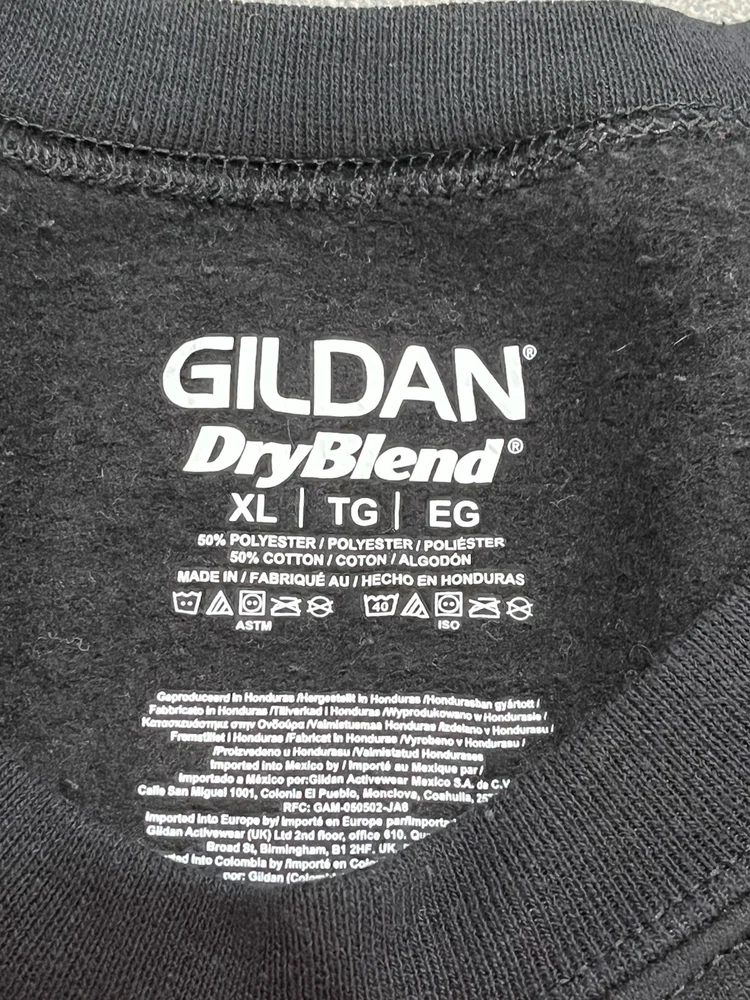 GILDAN®
DryBlend®
XL | TG | EG
50% POLYESTER / POLYESTER / POLIÉSTER
50% COTTON / COTON / ALGODÓN
MADE IN / FABRIQUÉ AU / HECHO EN HONDURAS
40
ASTM ISO
Geproduceerd in Honduras /Hergestellt in Honduras /Hondurasban gyártott /
Fabbricato in Honduras /Tillverkad i Honduras /Wyprodukowano w Hondurasie /
Κατασκευάστηκε στην Ονδούρα /Valmistusmaa Honduras /Izdelano v Hondurasu /
Fremstillet i Honduras /Fabricat în Honduras /Vyrobeno v Hondurasu /
/Proizvedeno u Hondurasu /Valmistatud Hondurases
Imported into Mexico by / Importé au Mexique par /
Importado a México por:Gildan Activewear Mexico S.A. de C.V
Calle San Miguel 1001, Colonia El Pueblo, Monclova, Coahuila,
RFC: GAM-050502-JA8
Imported into Europe by/ Importé en Europe par/
Gildan Activewear (UK) Ltd 2nd floor, office 610.
Broad St, Birmingham, B1 2HF. UK.
into Colombia by /Importé en
por: Gildan